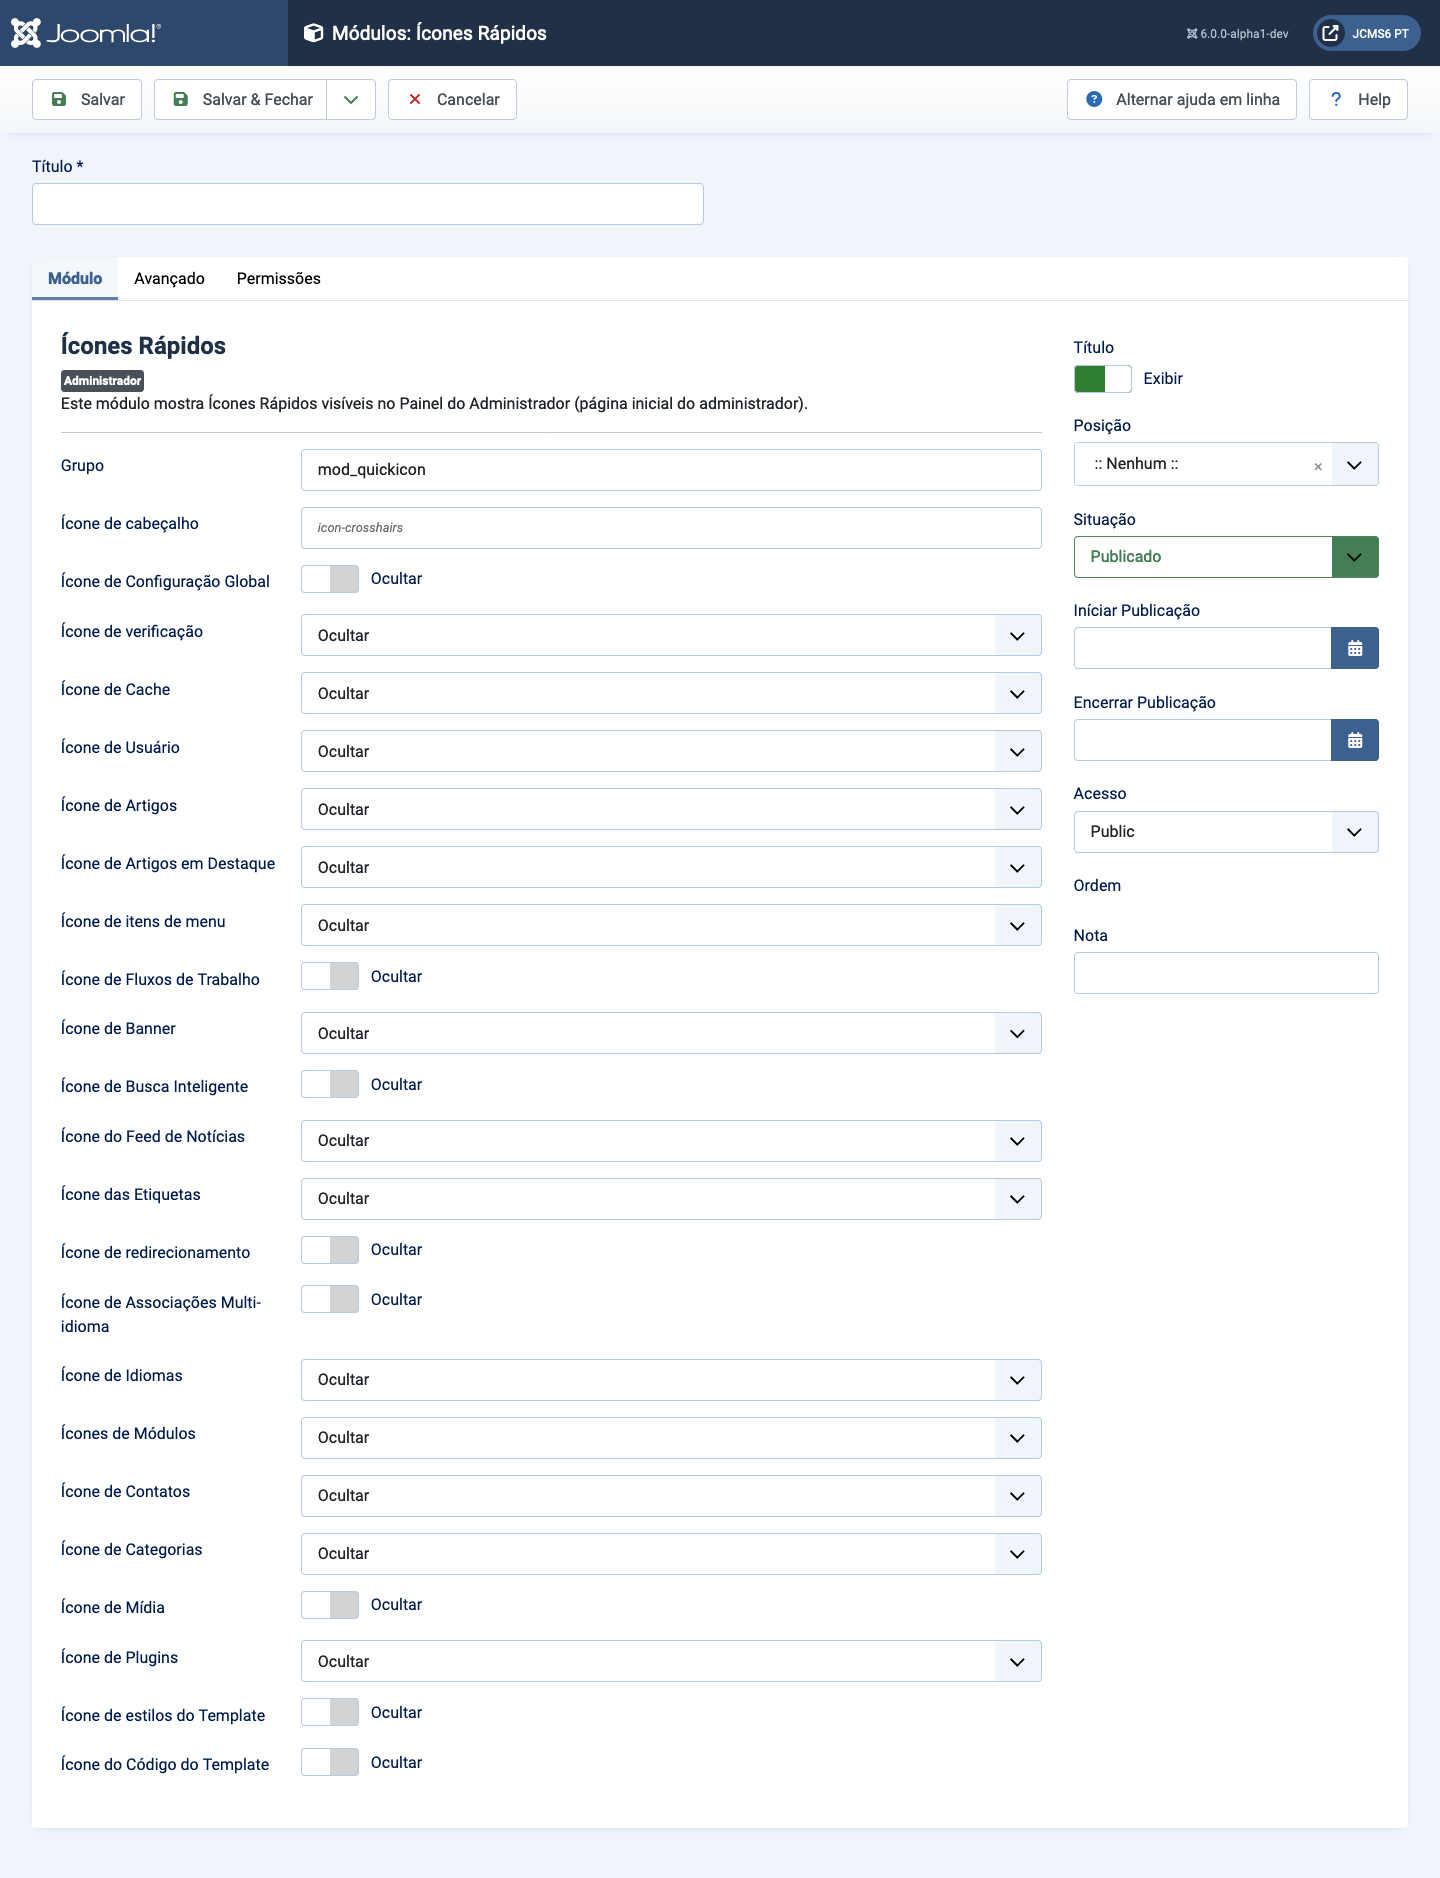 Joomla!®
Módulos: Ícones Rápidos
6.0.0-alpha1-dev
JCMS6 PT
Salvar
Salvar & Fechar
Cancelar
Alternar ajuda em linha
Help
Título *
Módulo
Avançado
Permissões
Ícones Rápidos
Administrador
Este módulo mostra Ícones Rápidos visíveis no Painel do Administrador (página inicial do administrador).
Grupo
mod_quickicon
Ícone de cabeçalho
icon-crosshairs
Ícone de Configuração Global
Ocultar
Ícone de verificação
Ocultar
Ícone de Cache
Ocultar
Ícone de Usuário
Ocultar
Ícone de Artigos
Ocultar
Ícone de Artigos em Destaque
Ocultar
Ícone de itens de menu
Ocultar
Ícone de Fluxos de Trabalho
Ocultar
Ícone de Banner
Ocultar
Ícone de Busca Inteligente
Ocultar
Ícone do Feed de Notícias
Ocultar
Ícone das Etiquetas
Ocultar
Ícone de redirecionamento
Ocultar
Ícone de Associações Multi-
idioma
Ocultar
Ícone de Idiomas
Ocultar
Ícones de Módulos
Ocultar
Ícone de Contatos
Ocultar
Ícone de Categorias
Ocultar
Ícone de Mídia
Ocultar
Ícone de Plugins
Ocultar
Ícone de estilos do Template
Ocultar
Ícone do Código do Template
Ocultar
Título
Exibir
Posição
:: Nenhum ::
Situação
Publicado
Iníciar Publicação
Encerrar Publicação
Acesso
Public
Ordem
Nota